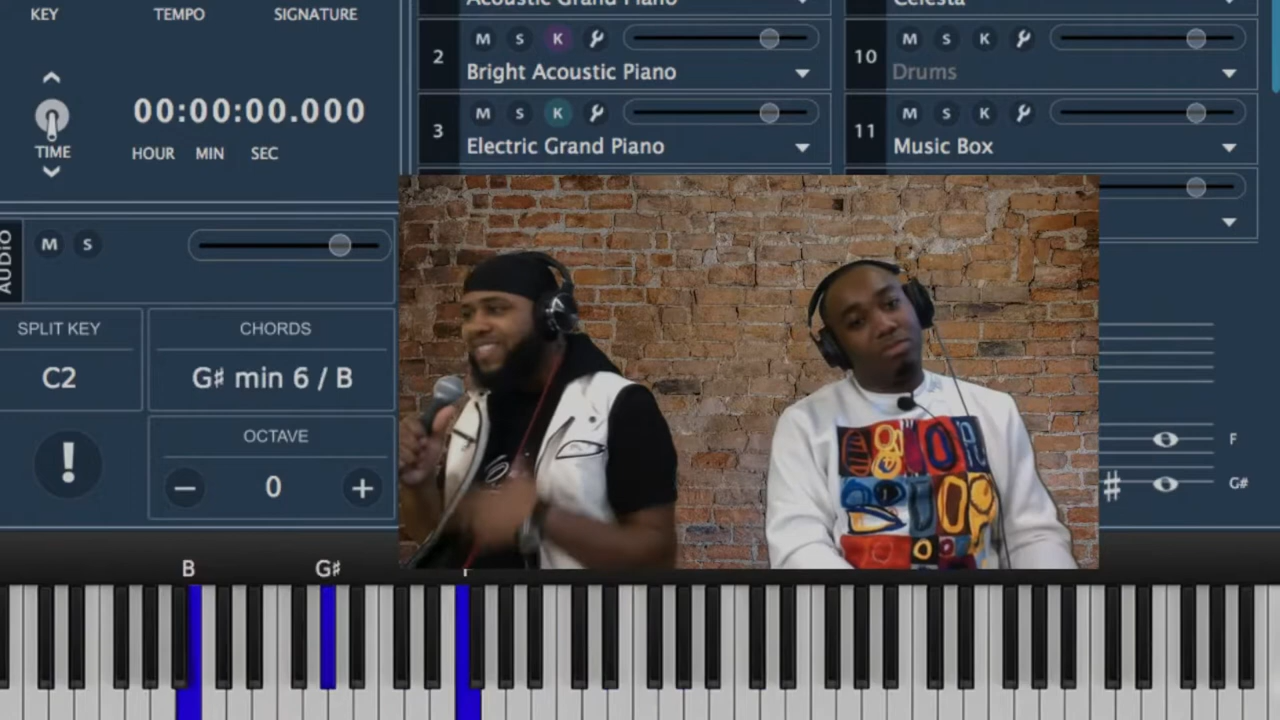 KEY TEMPO SIGNATURE
00:00:00.000
TIME
HOUR MIN SEC
AUDIO
M S
SPLIT KEY
C2
CHORDS
G♯ min 6 / B
!
OCTAVE
− 0 +
Acoustic Grand Piano
2
M S K
Bright Acoustic Piano
3
M S K
Electric Grand Piano
Celesta
10
M S K
Drums
11
M S K
Music Box
F
♯ G#
B G♯